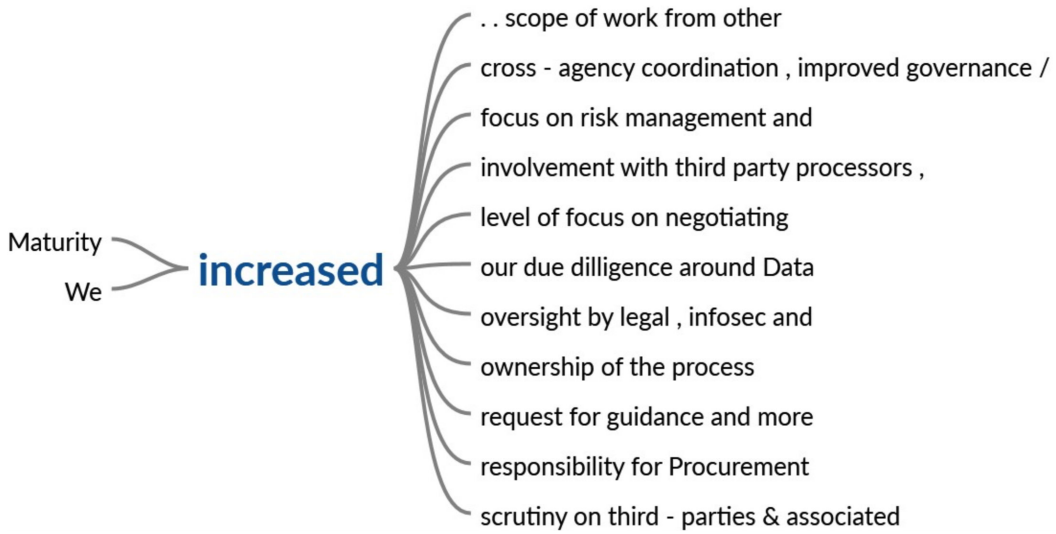 . . scope of work from other
cross - agency coordination , improved governance /
focus on risk management and
involvement with third party processors ,
level of focus on negotiating
Maturity
We
increased
our due dilligence around Data
oversight by legal , infosec and
ownership of the process
request for guidance and more
responsibility for Procurement
scrutiny on third - parties & associated